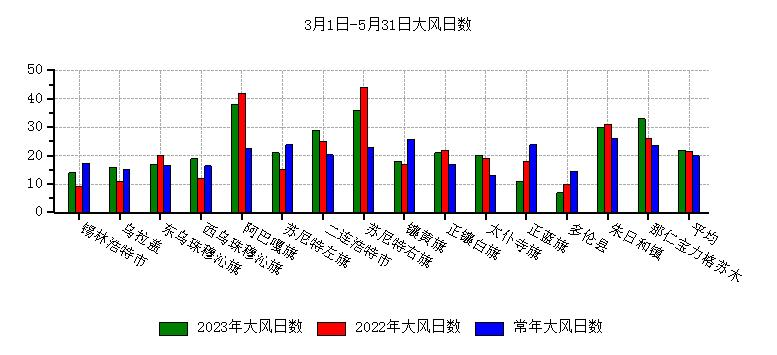 3月1日-5月31日大风日数
50
40
30
20
10
0
锡林浩特市
乌拉盖
东乌珠穆沁旗
西乌珠穆沁旗
阿巴嘎旗
苏尼特左旗
二连浩特市
苏尼特右旗
镶黄旗
正镶白旗
太仆寺旗
正蓝旗
多伦县
朱日和镇
那仁宝力格苏木
平均
2023年大风日数 2022年大风日数 常年大风日数